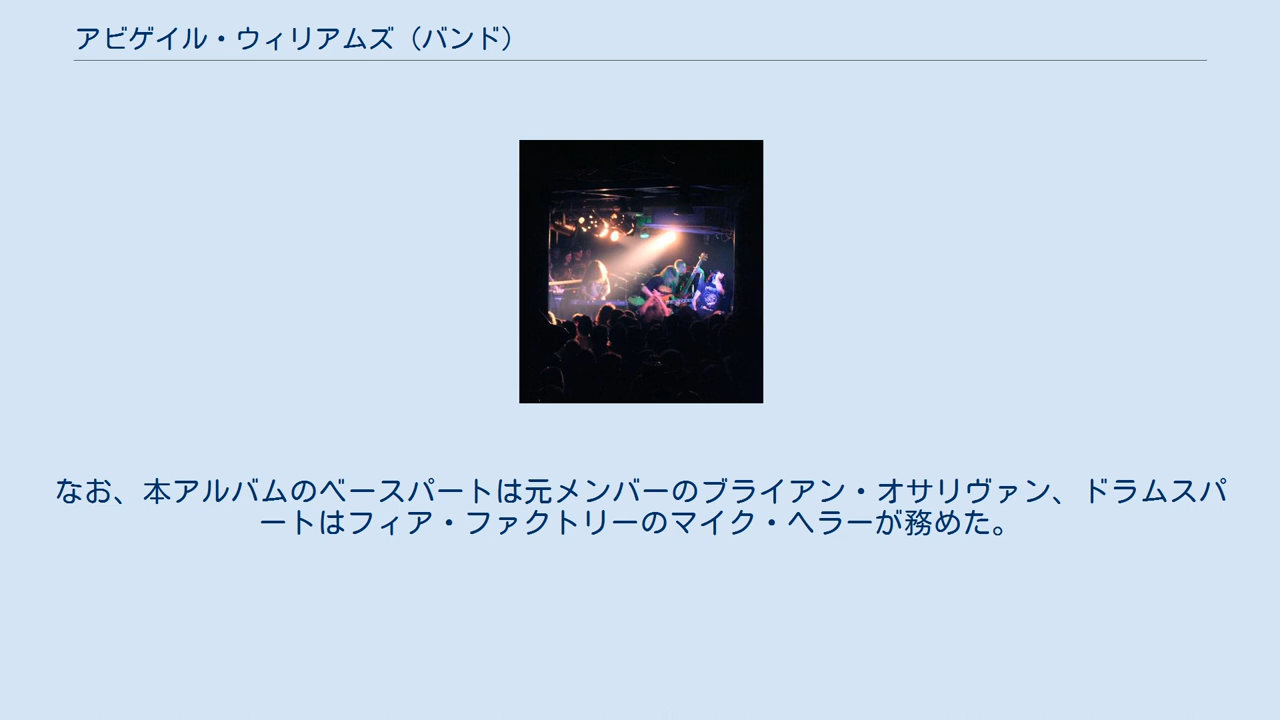 アビゲイル・ウィリアムズ（バンド）
なお、本アルバムのベースパートは元メンバーのブライアン・オサリヴァン、ドラムスパ
ートはフィア・ファクトリーのマイク・ヘラーが務めた。